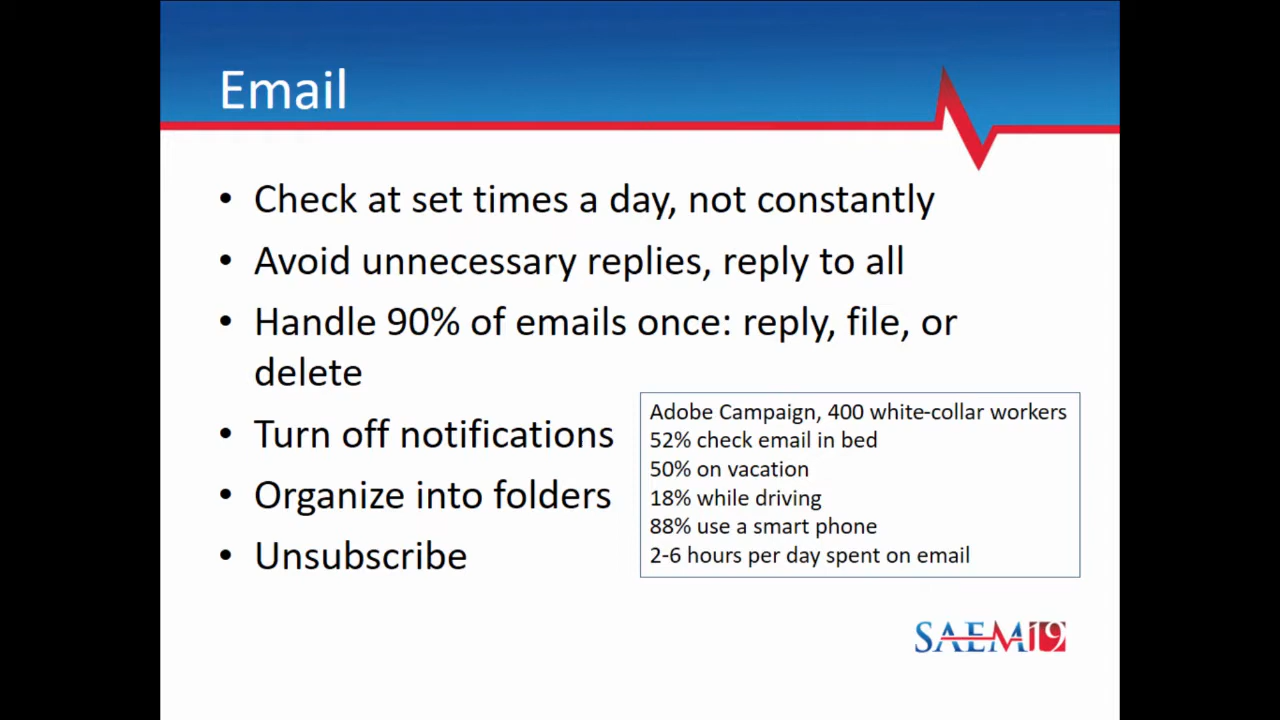 Email
• Check at set times a day, not constantly
• Avoid unnecessary replies, reply to all
• Handle 90% of emails once: reply, file, or
delete
• Turn off notifications
• Organize into folders
• Unsubscribe
Adobe Campaign, 400 white-collar workers
52% check email in bed
50% on vacation
18% while driving
88% use a smart phone
2-6 hours per day spent on email
SAEM19